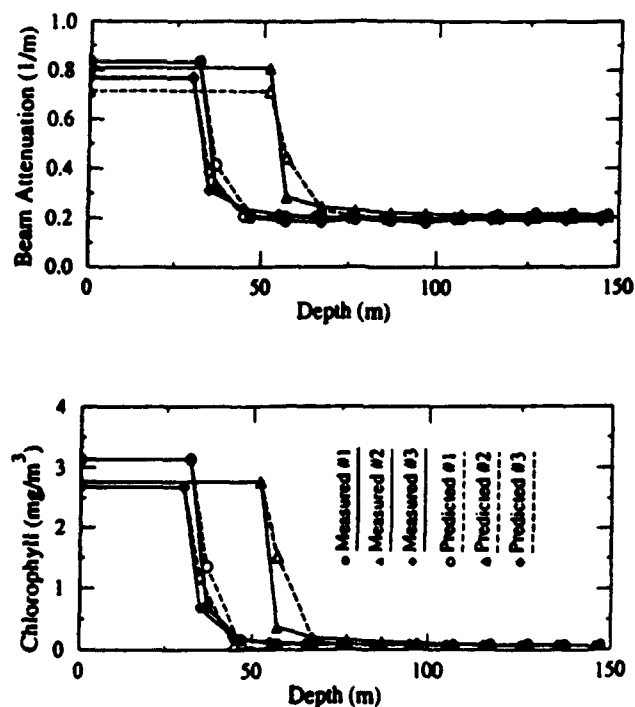 Beam Attenuation (1/m)
1.0
0.8
0.6
0.4
0.2
0.0
0
50
100
150
Depth (m)
Chlorophyll (mg/m³)
4
3
2
1
0
0
50
100
150
Depth (m)
Measured #1
Measured #2
Measured #3
Predicted #1
Predicted #2
Predicted #3